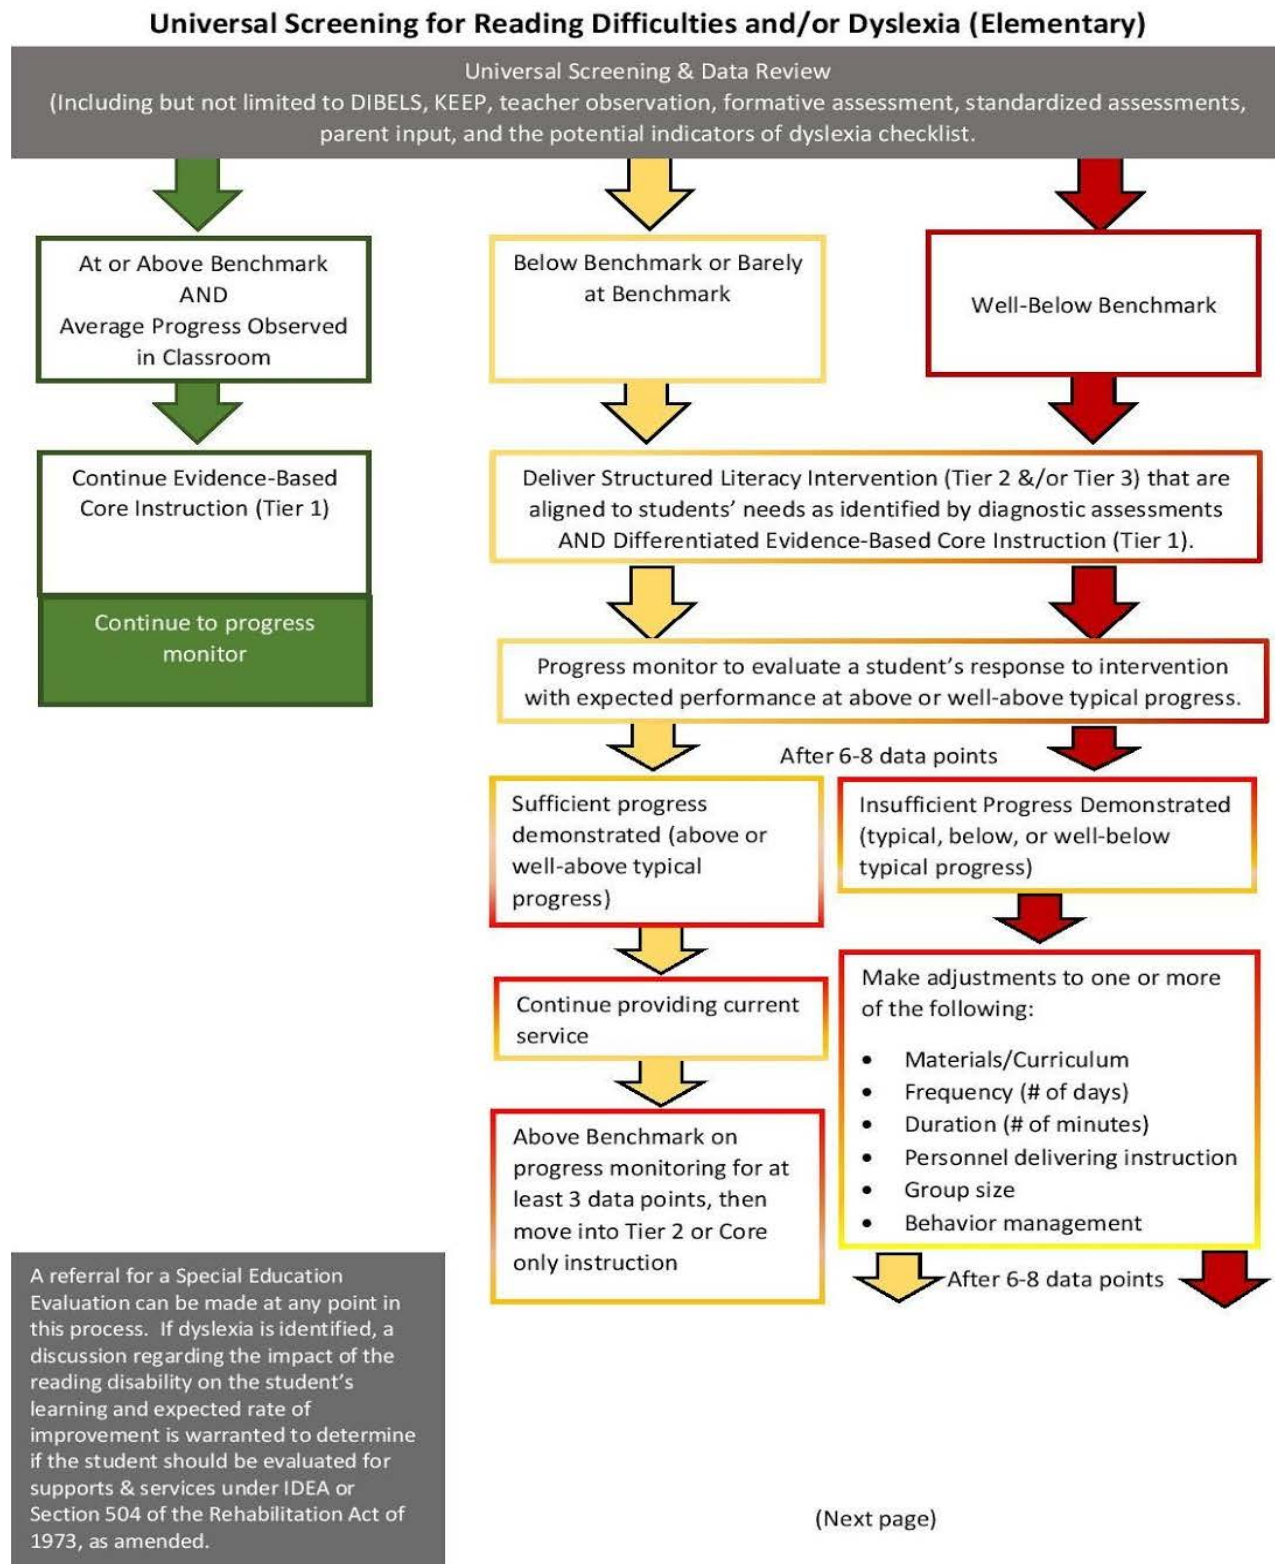 Universal Screening for Reading Difficulties and/or Dyslexia (Elementary)
Universal Screening & Data Review
(Including but not limited to DIBELS, KEEP, teacher observation, formative assessment, standardized assessments,
parent input, and the potential indicators of dyslexia checklist.
At or Above Benchmark
AND
Average Progress Observed
in Classroom
Below Benchmark or Barely
at Benchmark
Well-Below Benchmark
Continue Evidence-Based
Core Instruction (Tier 1)
Continue to progress
monitor
Deliver Structured Literacy Intervention (Tier 2 &/or Tier 3) that are
aligned to students' needs as identified by diagnostic assessments
AND Differentiated Evidence-Based Core Instruction (Tier 1).
Progress monitor to evaluate a student's response to intervention
with expected performance at above or well-above typical progress.
After 6-8 data points
Sufficient progress
demonstrated (above or
well-above typical
progress)
Insufficient Progress Demonstrated
(typical, below, or well-below
typical progress)
Continue providing current
service
Above Benchmark on
progress monitoring for at
least 3 data points, then
move into Tier 2 or Core
only instruction
Make adjustments to one or more
of the following:
• Materials/Curriculum
• Frequency (# of days)
• Duration (# of minutes)
• Personnel delivering instruction
• Group size
• Behavior management
After 6-8 data points
A referral for a Special Education
Evaluation can be made at any point in
this process.  If dyslexia is identified, a
discussion regarding the impact of the
reading disability on the student's
learning and expected rate of
improvement is warranted to determine
if the student should be evaluated for
supports & services under IDEA or
Section 504 of the Rehabilitation Act of
1973, as amended.
(Next page)